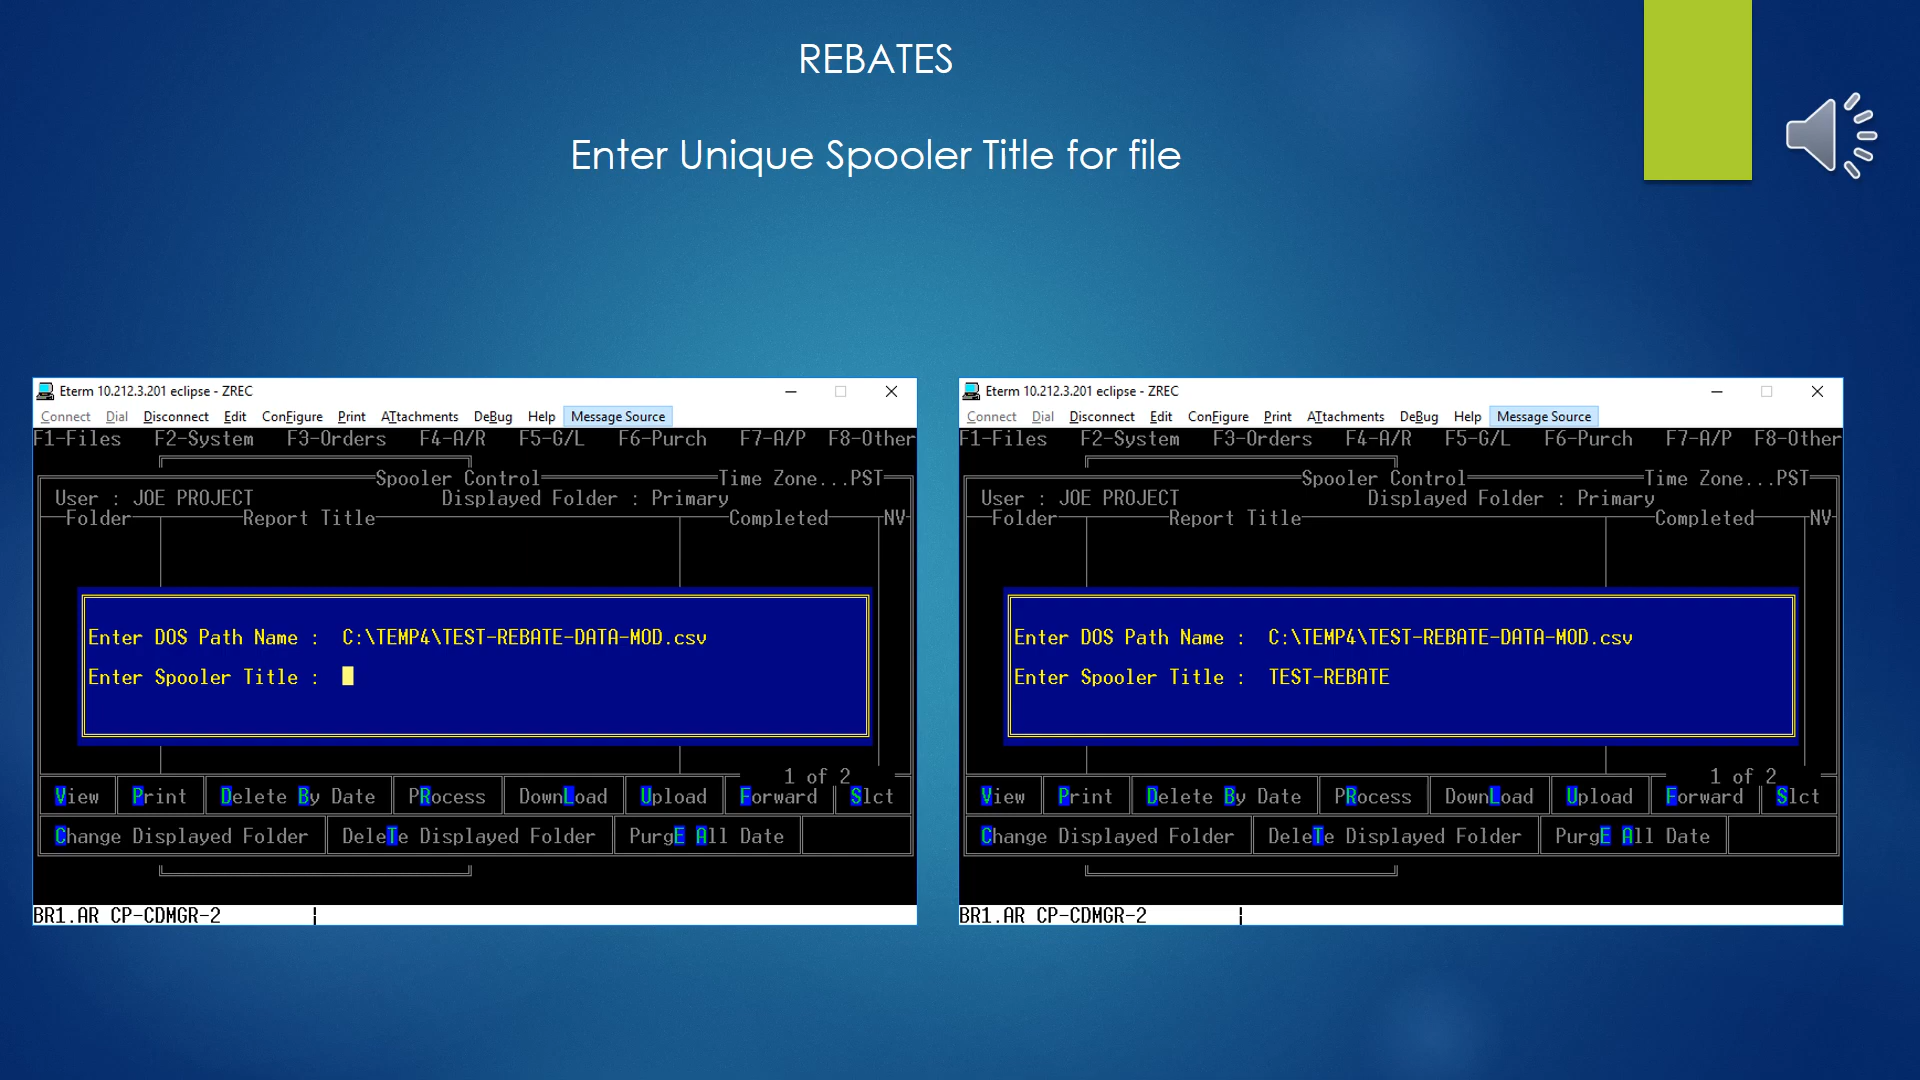 REBATES
Enter Unique Spooler Title for file
Eterm 10.212.3.201 eclipse - ZREC
Connect Dial Disconnect Edit ConFigure Print ATtachments DeBug Help Message Source
F1-Files F2-System F3-Orders F4-A/R F5-G/L F6-Purch F7-A/P F8-Other
Spooler Control Time Zone...PST
User : JOE PROJECT Displayed Folder : Primary
Folder Report Title Completed NV
Enter DOS Path Name : C:\TEMP4\TEST-REBATE-DATA-MOD.csv
Enter Spooler Title :
1 of 2
View Print Delete By Date PRocess DownLoad Upload Forward Slct
Change Displayed Folder DeleTe Displayed Folder PurgE All Date
BR1.AR CP-CDMGR-2
Eterm 10.212.3.201 eclipse - ZREC
Connect Dial Disconnect Edit ConFigure Print ATtachments DeBug Help Message Source
F1-Files F2-System F3-Orders F4-A/R F5-G/L F6-Purch F7-A/P F8-Other
Spooler Control Time Zone...PST
User : JOE PROJECT Displayed Folder : Primary
Folder Report Title Completed NV
Enter DOS Path Name : C:\TEMP4\TEST-REBATE-DATA-MOD.csv
Enter Spooler Title : TEST-REBATE
1 of 2
View Print Delete By Date PRocess DownLoad Upload Forward Slct
Change Displayed Folder DeleTe Displayed Folder PurgE All Date
BR1.AR CP-CDMGR-2